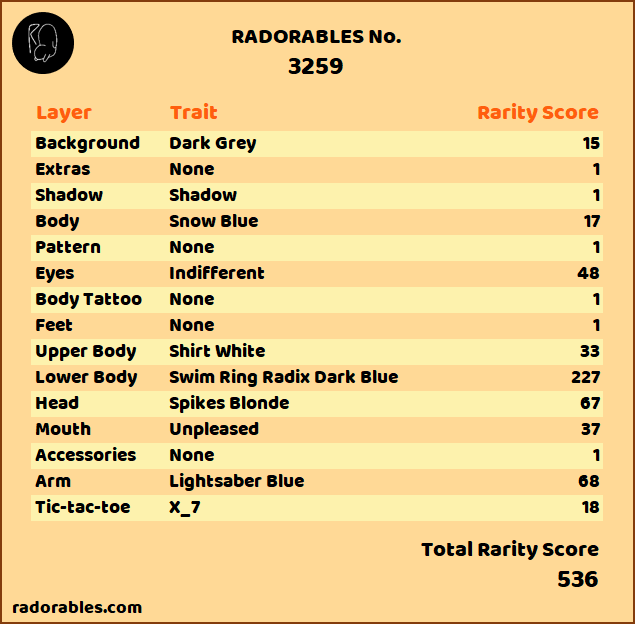 RADORABLES No.
3259
Layer Trait Rarity Score
Background Dark Grey 15
Extras None 1
Shadow Shadow 1
Body Snow Blue 17
Pattern None 1
Eyes Indifferent 48
Body Tattoo None 1
Feet None 1
Upper Body Shirt White 33
Lower Body Swim Ring Radix Dark Blue 227
Head Spikes Blonde 67
Mouth Unpleased 37
Accessories None 1
Arm Lightsaber Blue 68
Tic-tac-toe X_7 18
Total Rarity Score
536
radorables.com